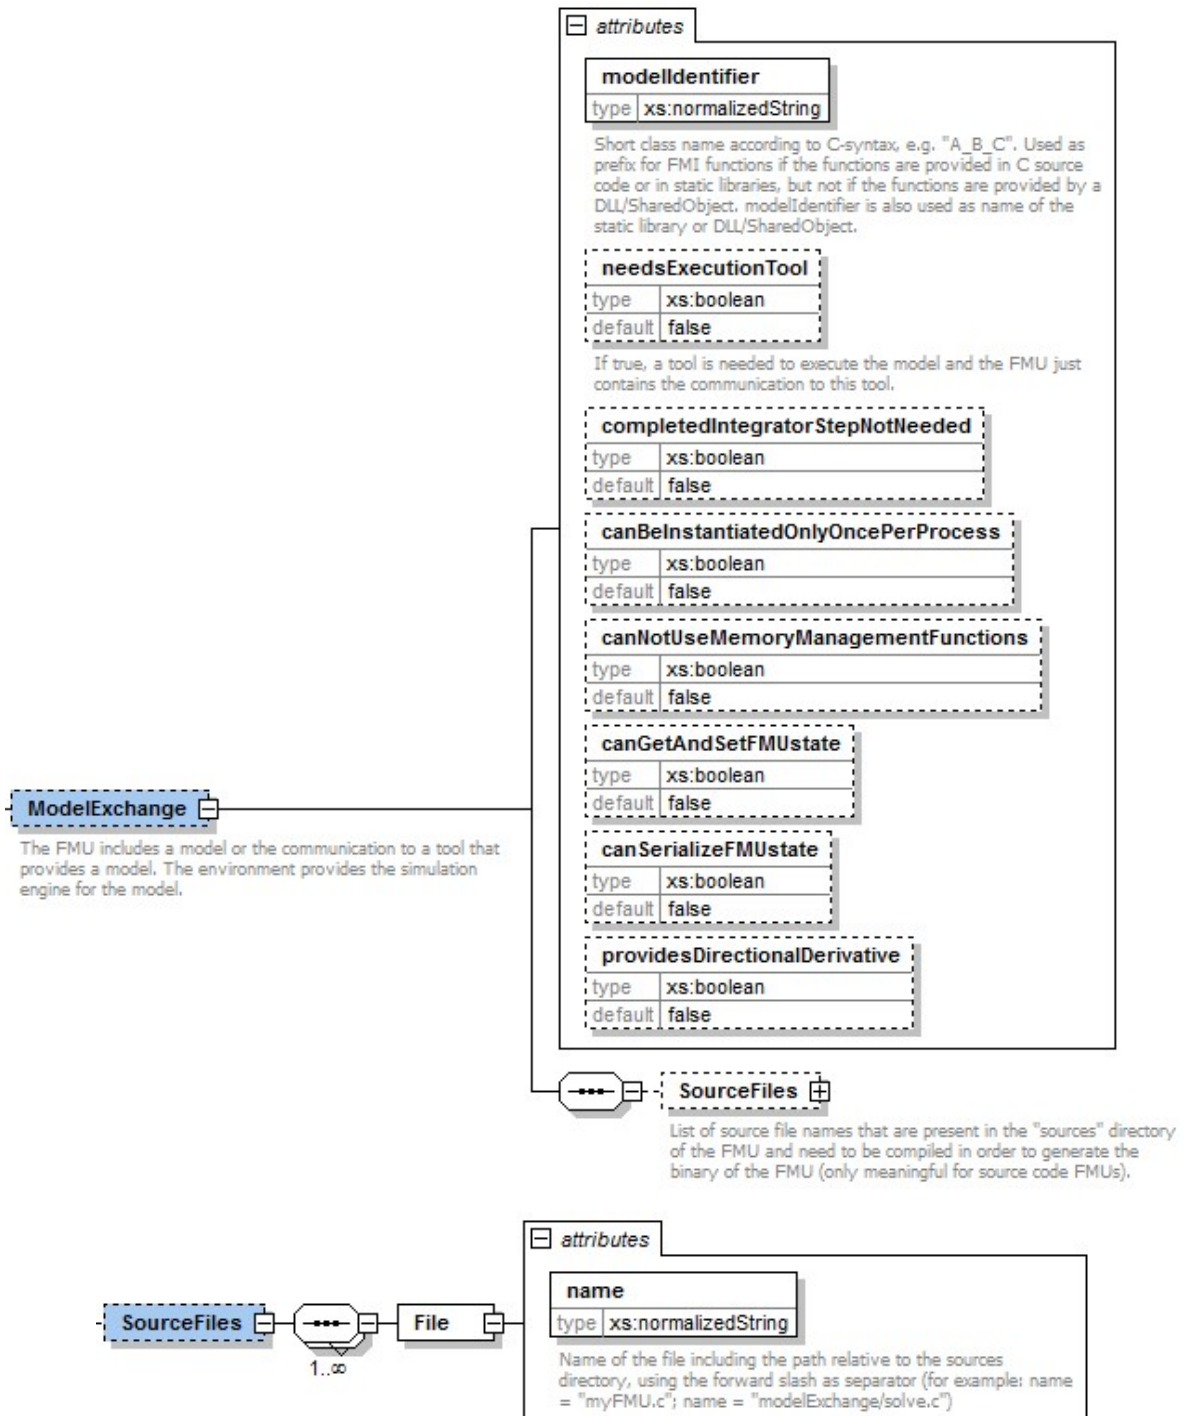 attributes
modelIdentifier
type xs:normalizedString
Short class name according to C-syntax, e.g. "A_B_C". Used as
prefix for FMI functions if the functions are provided in C source
code or in static libraries, but not if the functions are provided by a
DLL/SharedObject. modelIdentifier is also used as name of the
static library or DLL/SharedObject.
needsExecutionTool
type xs:boolean
default false
If true, a tool is needed to execute the model and the FMU just
contains the communication to this tool.
completedIntegratorStepNotNeeded
type xs:boolean
default false
canBeInstantiatedOnlyOncePerProcess
type xs:boolean
default false
canNotUseMemoryManagementFunctions
type xs:boolean
default false
canGetAndSetFMUstate
type xs:boolean
default false
ModelExchange
The FMU includes a model or the communication to a tool that
provides a model. The environment provides the simulation
engine for the model.
canSerializeFMUstate
type xs:boolean
default false
providesDirectionalDerivative
type xs:boolean
default false
SourceFiles
List of source file names that are present in the "sources" directory
of the FMU and need to be compiled in order to generate the
binary of the FMU (only meaningful for source code FMUs).
attributes
name
type xs:normalizedString
SourceFiles
1..∞
File
Name of the file including the path relative to the sources
directory, using the forward slash as separator (for example: name
= "myFMU.c"; name = "modelExchange/solve.c")